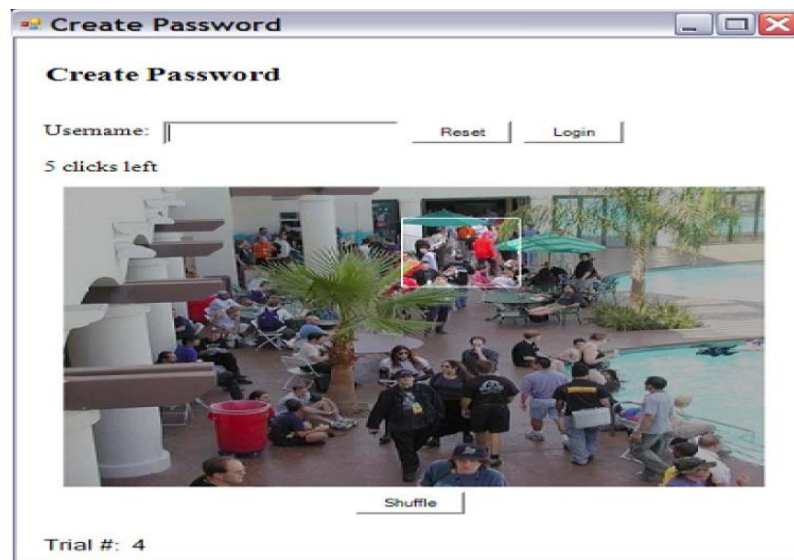 Create Password
Create Password
Username: Reset Login
5 clicks left
Shuffle
Trial #: 4